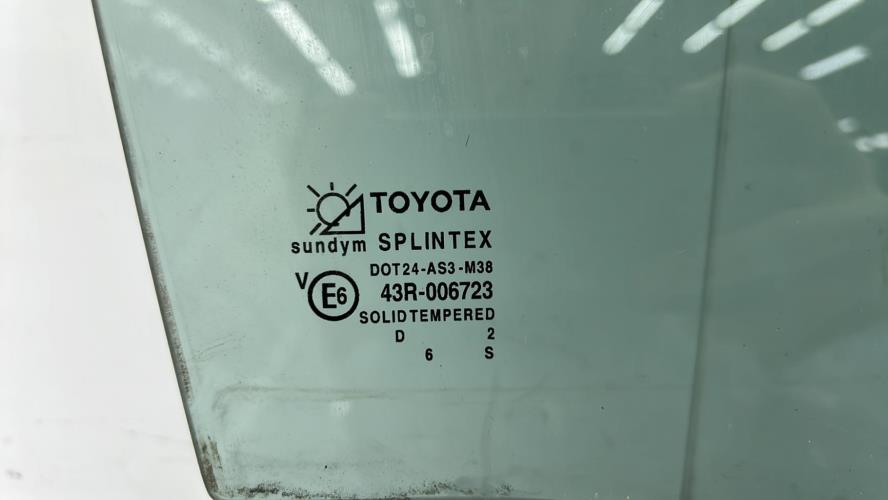 TOYOTA
sundym SPLINTEX
DOT24-AS3-M38
V E6 43R-006723
SOLIDTEMPERED
D 2
6 S